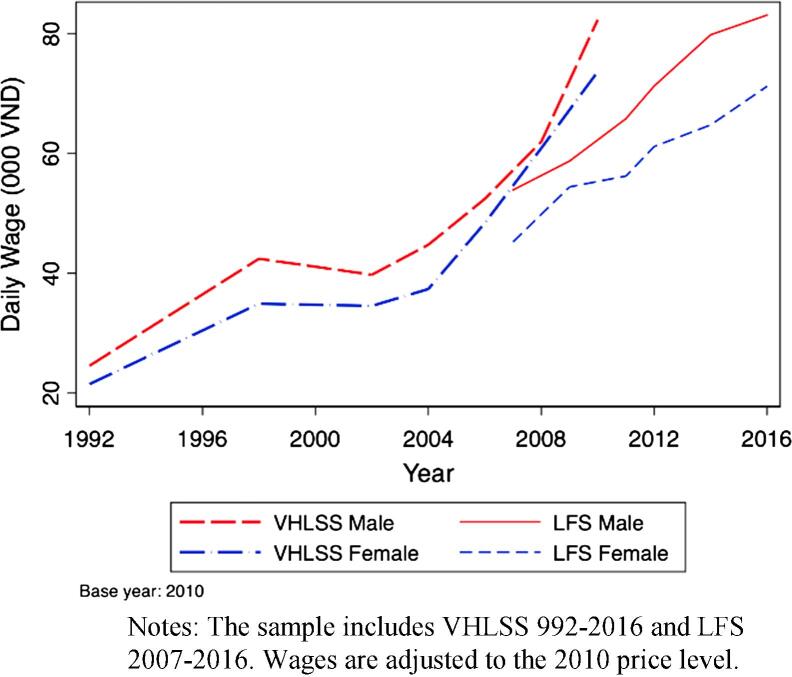 Daily Wage (000 VND)
80
60
40
20
1992 1996 2000 2004 2008 2012 2016
Year
VHLSS Male LFS Male
VHLSS Female LFS Female
Base year: 2010
Notes: The sample includes VHLSS 992-2016 and LFS
2007-2016. Wages are adjusted to the 2010 price level.